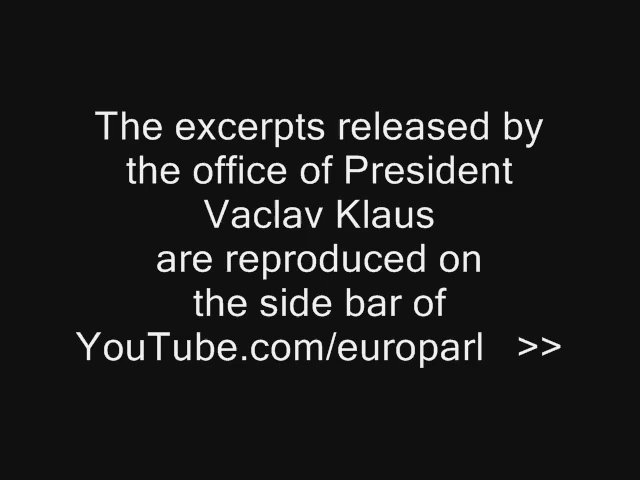 The excerpts released by
the office of President
Vaclav Klaus
are reproduced on
the side bar of
YouTube.com/europarl >>